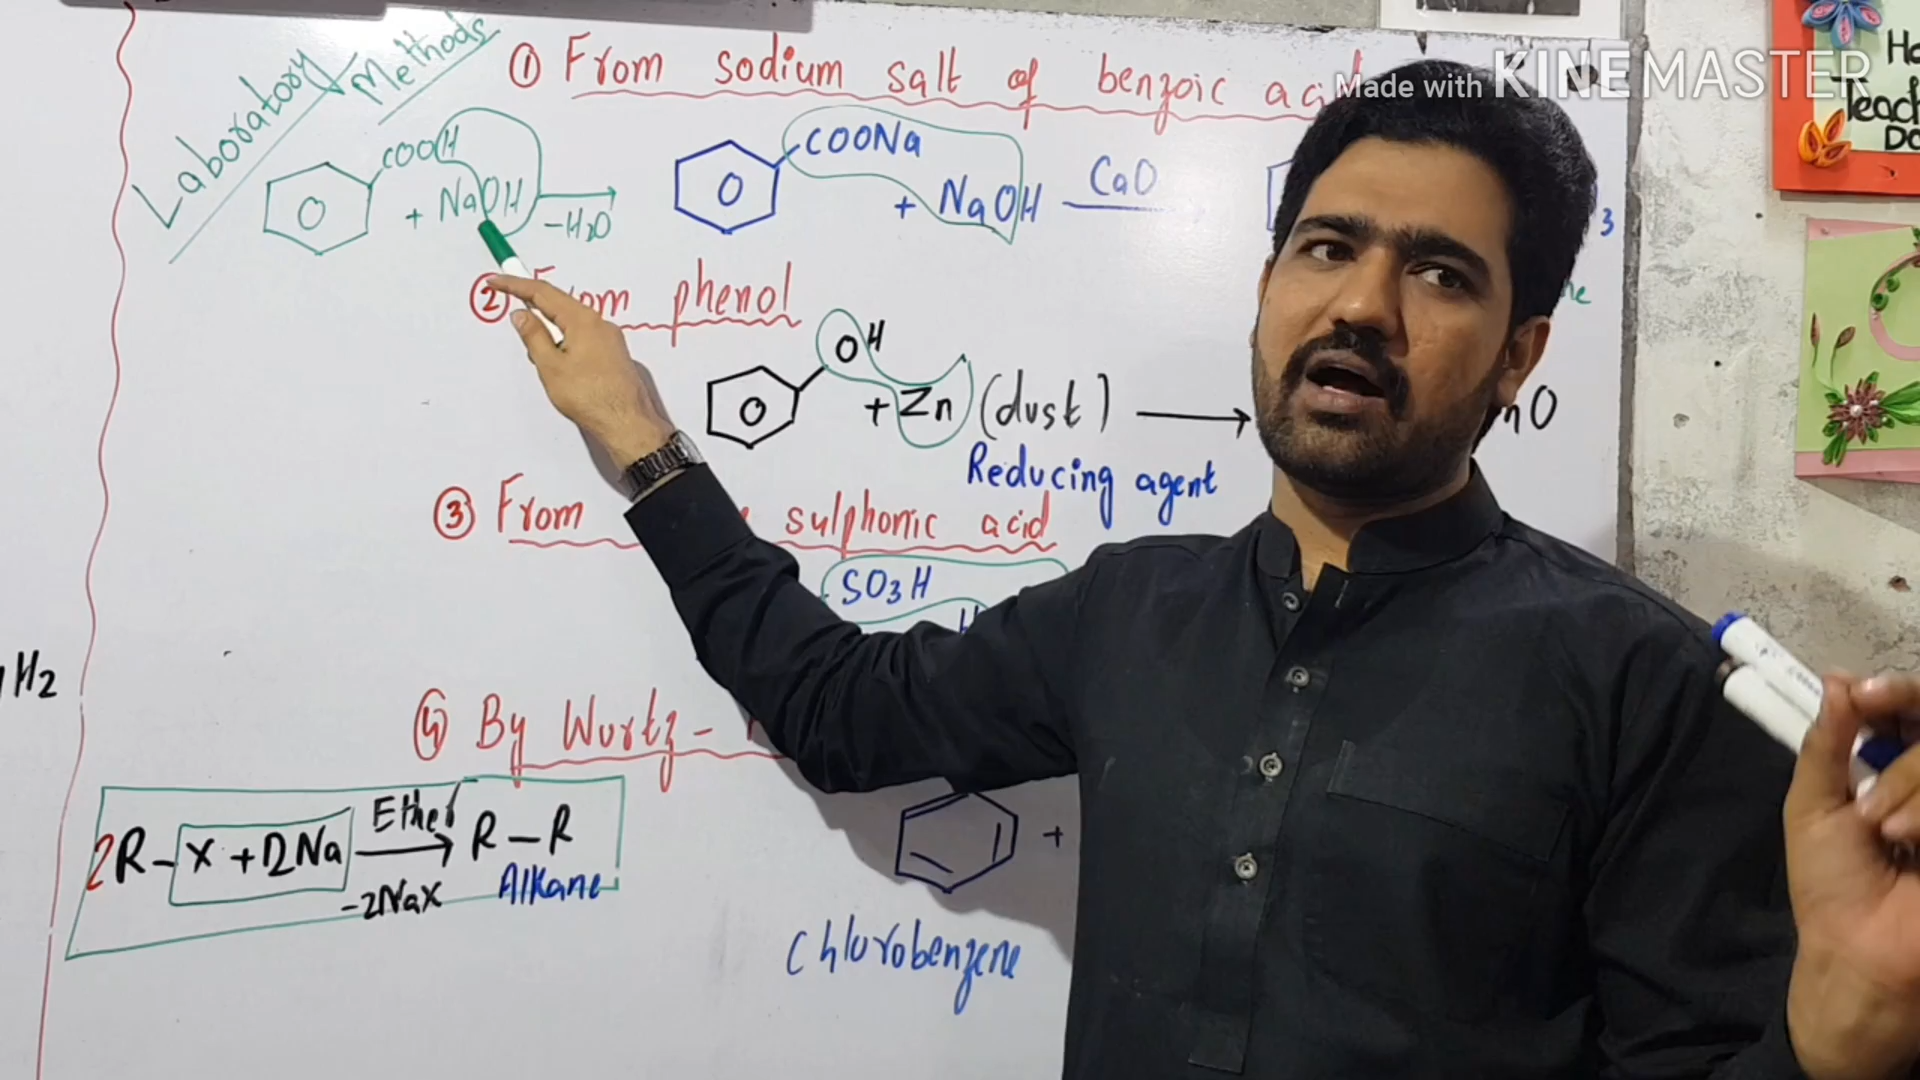 Made with KINEMASTER
Laboratory Methods
① From sodium salt of benzoic acid
COOH
+ NaOH
-H₂O
COONa
+ NaOH
CaO
3
② From phenol
OH
+ Zn (dust)
Reducing agent
nO
③ From sulphonic acid
SO₃H
H₂
④ By Wurtz-
2R-X+2Na
Ether
-2NaX
R-R
Alkane
+
Chlorobenzene